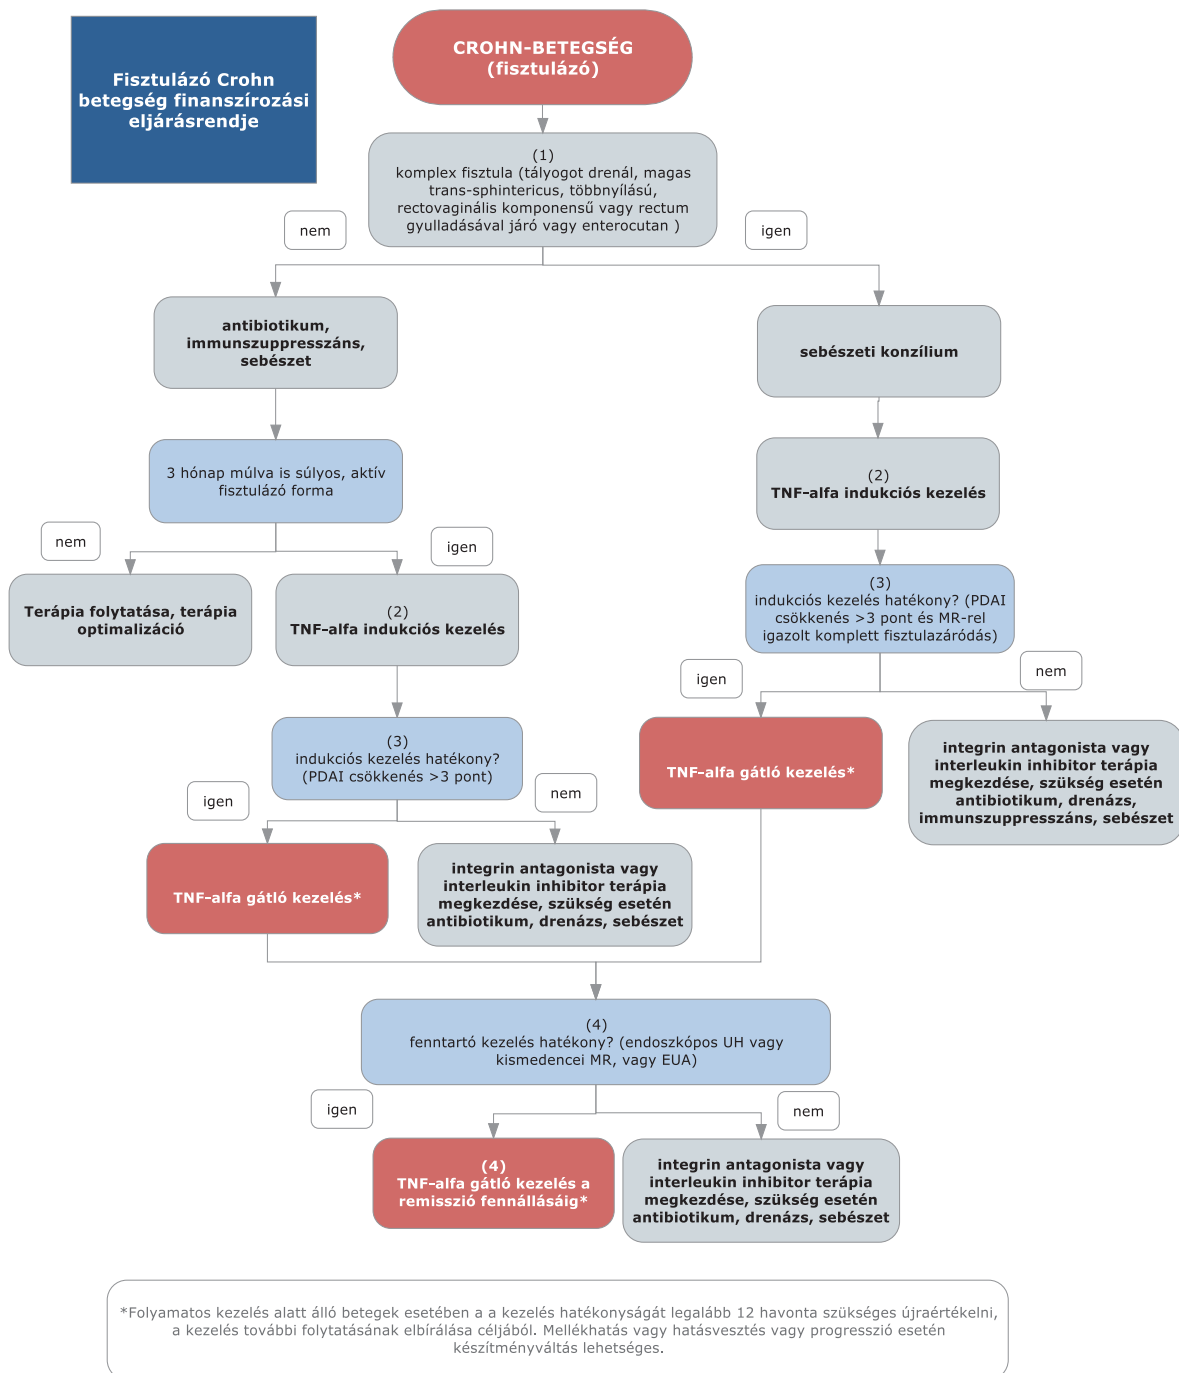 Fisztulázó Crohn
betegség finanszírozási
eljárásrendje
CROHN-BETEGSÉG
(fisztulázó)
(1)
komplex fisztula (tályogot drenál, magas
trans-sphintericus, többnyílású,
rectovaginális komponensű vagy rectum
gyulladásával járó vagy enterocutan )
nem
igen
antibiotikum,
immunszuppresszáns,
sebészet
sebészeti konzílium
3 hónap múlva is súlyos, aktív
fisztulázó forma
(2)
TNF-alfa indukciós kezelés
nem
igen
Terápia folytatása, terápia
optimalizáció
(2)
TNF-alfa indukciós kezelés
(3)
indukciós kezelés hatékony? (PDAI
csökkenés >3 pont és MR-rel
igazolt komplett fisztulazáródás)
igen
nem
(3)
indukciós kezelés hatékony?
(PDAI csökkenés >3 pont)
TNF-alfa gátló kezelés*
integrin antagonista vagy
interleukin inhibitor terápia
megkezdése, szükség esetén
antibiotikum, drenázs,
immunszuppresszáns, sebészet
igen
nem
TNF-alfa gátló kezelés*
integrin antagonista vagy
interleukin inhibitor terápia
megkezdése, szükség esetén
antibiotikum, drenázs, sebészet
(4)
fenntartó kezelés hatékony? (endoszkópos UH vagy
kismedencei MR, vagy EUA)
igen
nem
(4)
TNF-alfa gátló kezelés a
remisszió fennállásáig*
integrin antagonista vagy
interleukin inhibitor terápia
megkezdése, szükség esetén
antibiotikum, drenázs, sebészet
*Folyamatos kezelés alatt álló betegek esetében a a kezelés hatékonyságát legalább 12 havonta szükséges újraértékelni,
a kezelés további folytatásának elbírálása céljából. Mellékhatás vagy hatásvesztés vagy progresszió esetén
készítményváltás lehetséges.